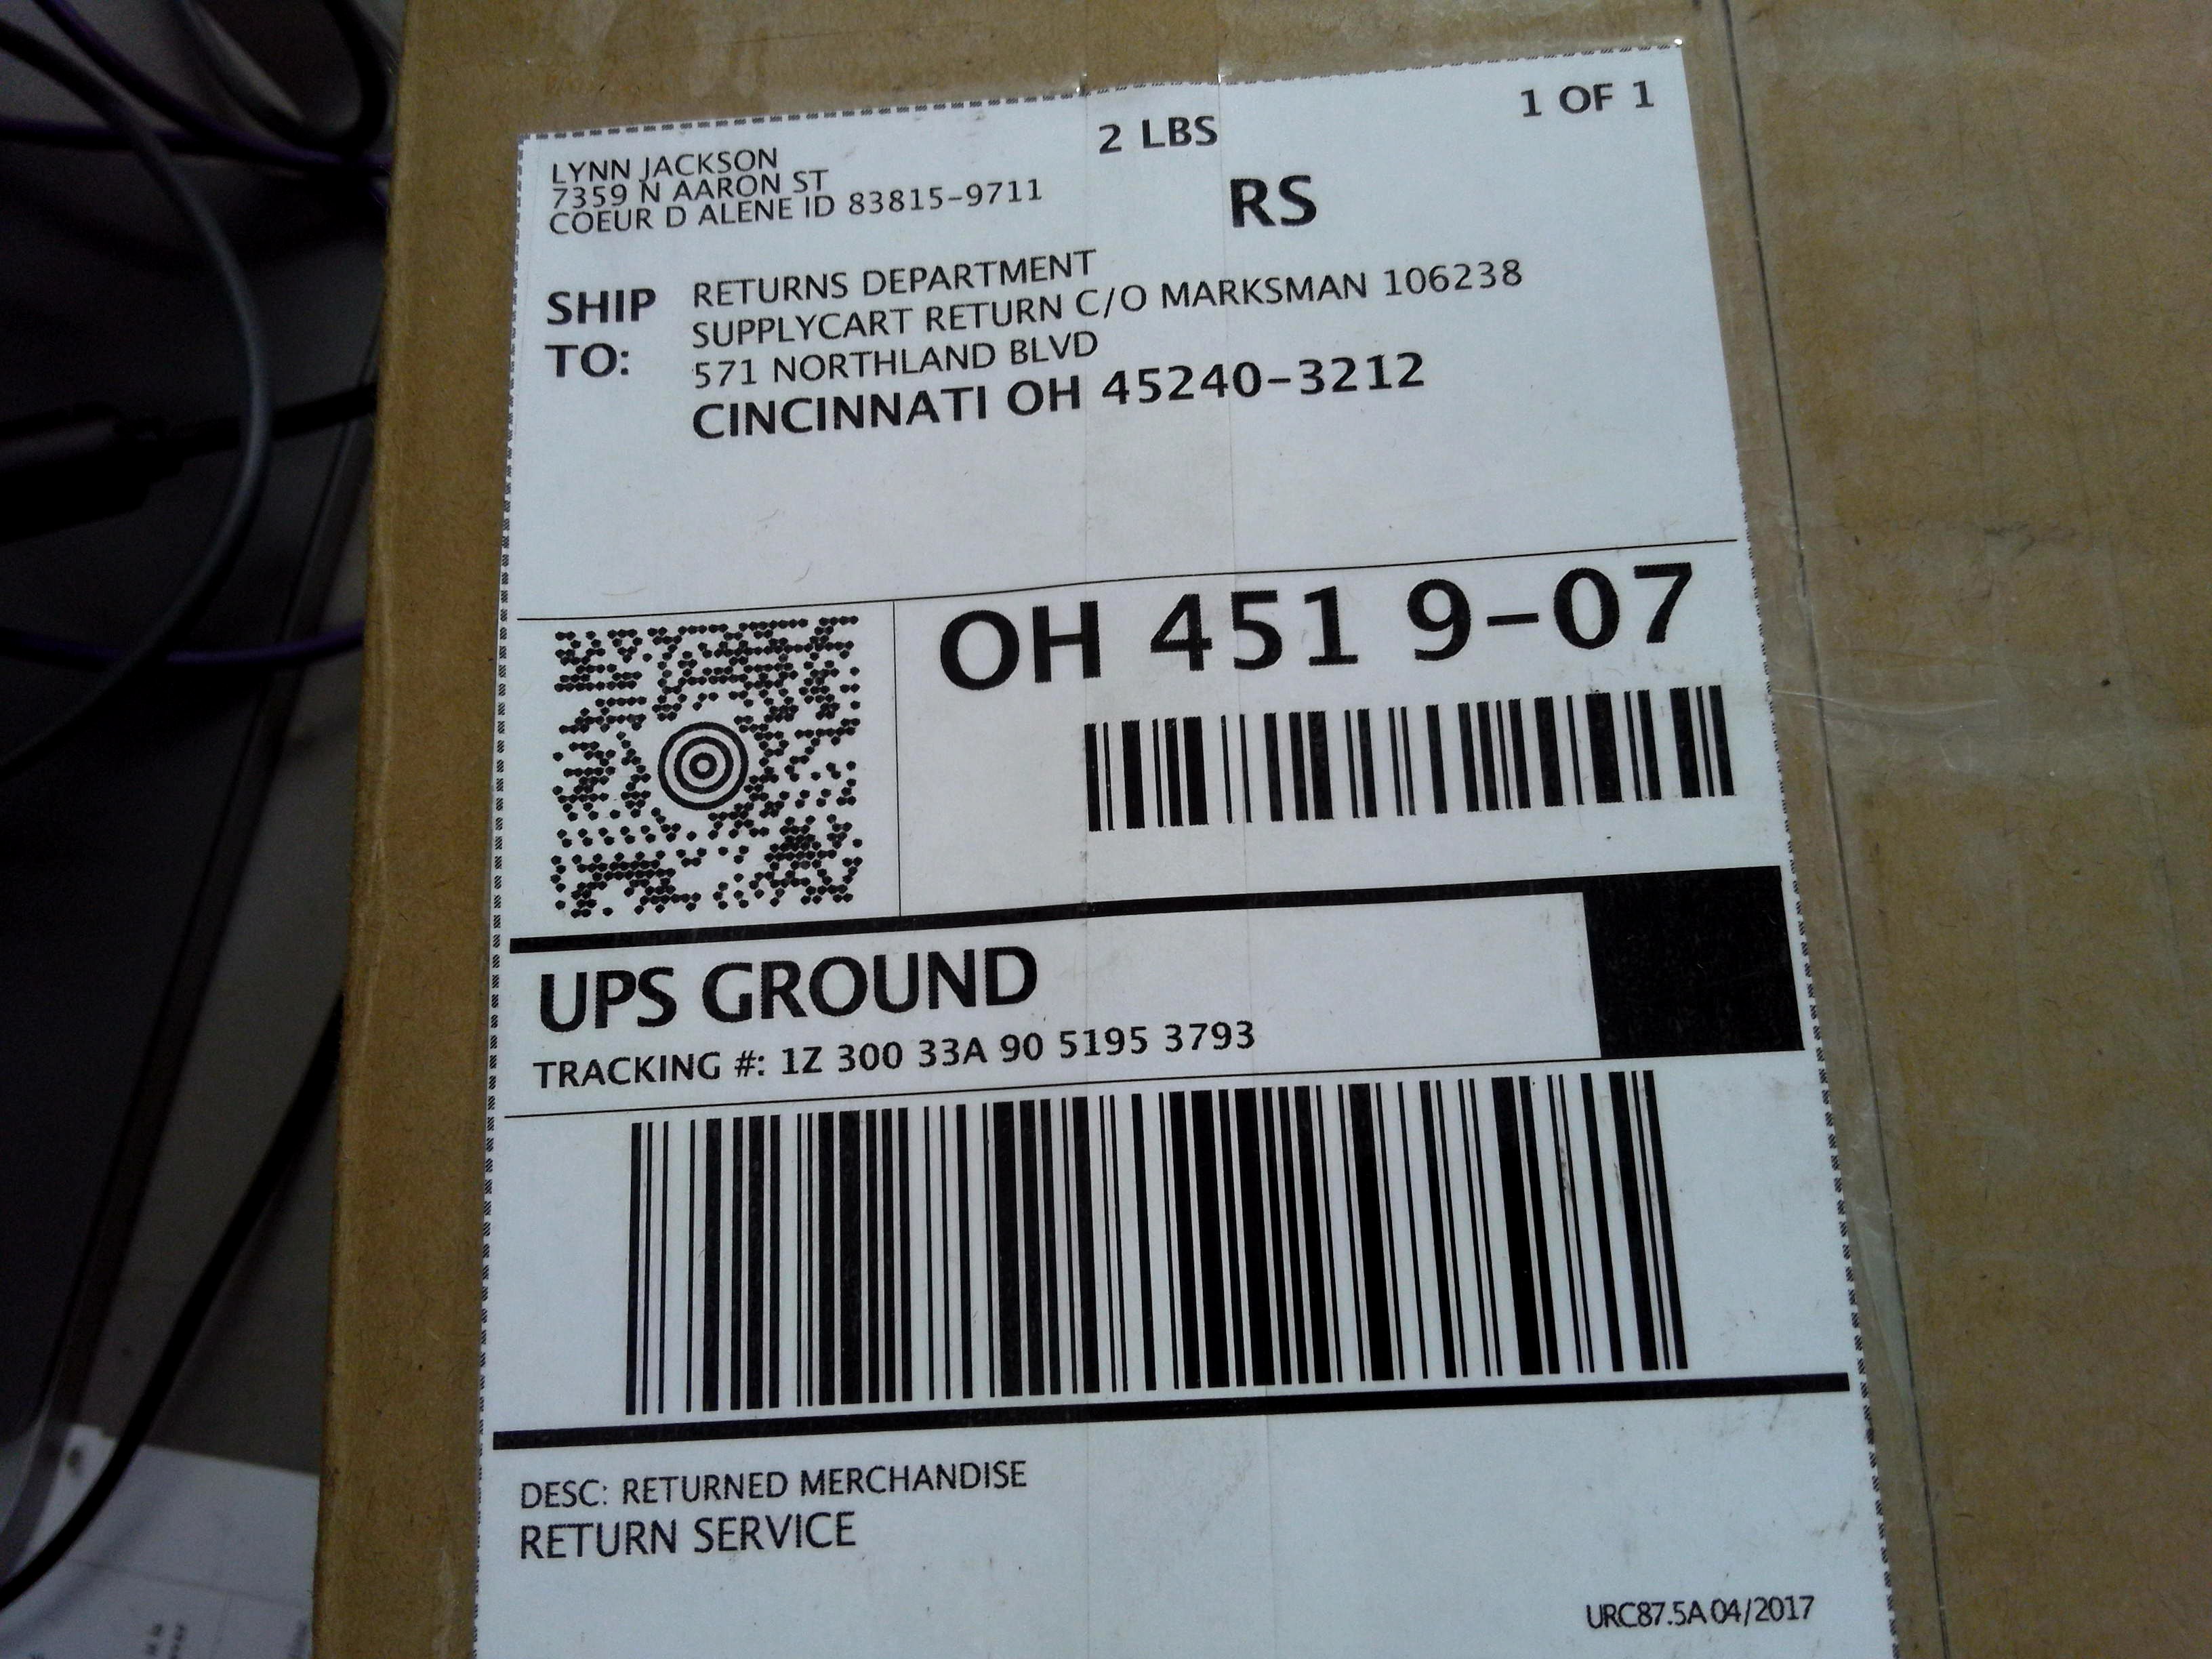 1 OF 1
2 LBS
RS
LYNN JACKSON
7359 N AARON ST
COEUR D ALENE ID 83815-9711
SHIP TO:
RETURNS DEPARTMENT
SUPPLYCART RETURN C/O MARKSMAN 106238
571 NORTHLAND BLVD
CINCINNATI OH 45240-3212
OH 451 9-07
UPS GROUND
TRACKING #: 1Z 300 33A 90 5195 3793
DESC: RETURNED MERCHANDISE
RETURN SERVICE
URC87.5A 04/2017